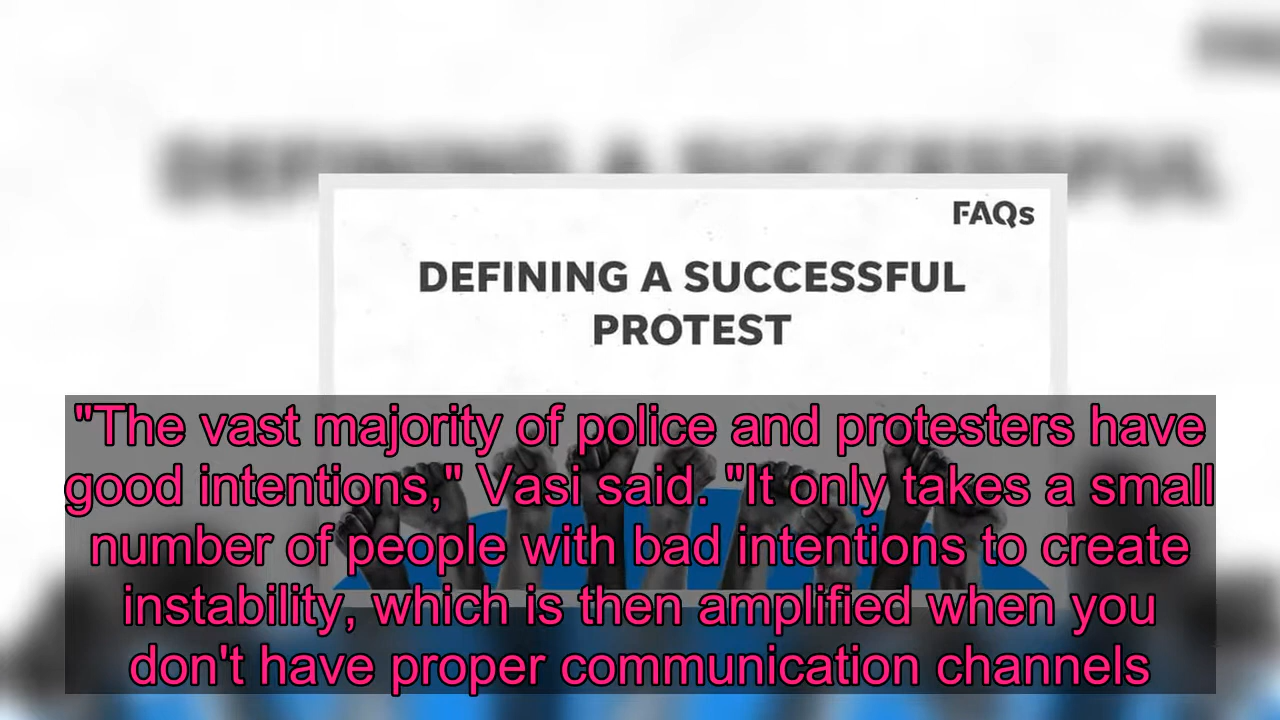 FAQs
DEFINING A SUCCESSFUL
PROTEST
"The vast majority of police and protesters have
good intentions," Vasi said. "It only takes a small
number of people with bad intentions to create
instability, which is then amplified when you
don't have proper communication channels